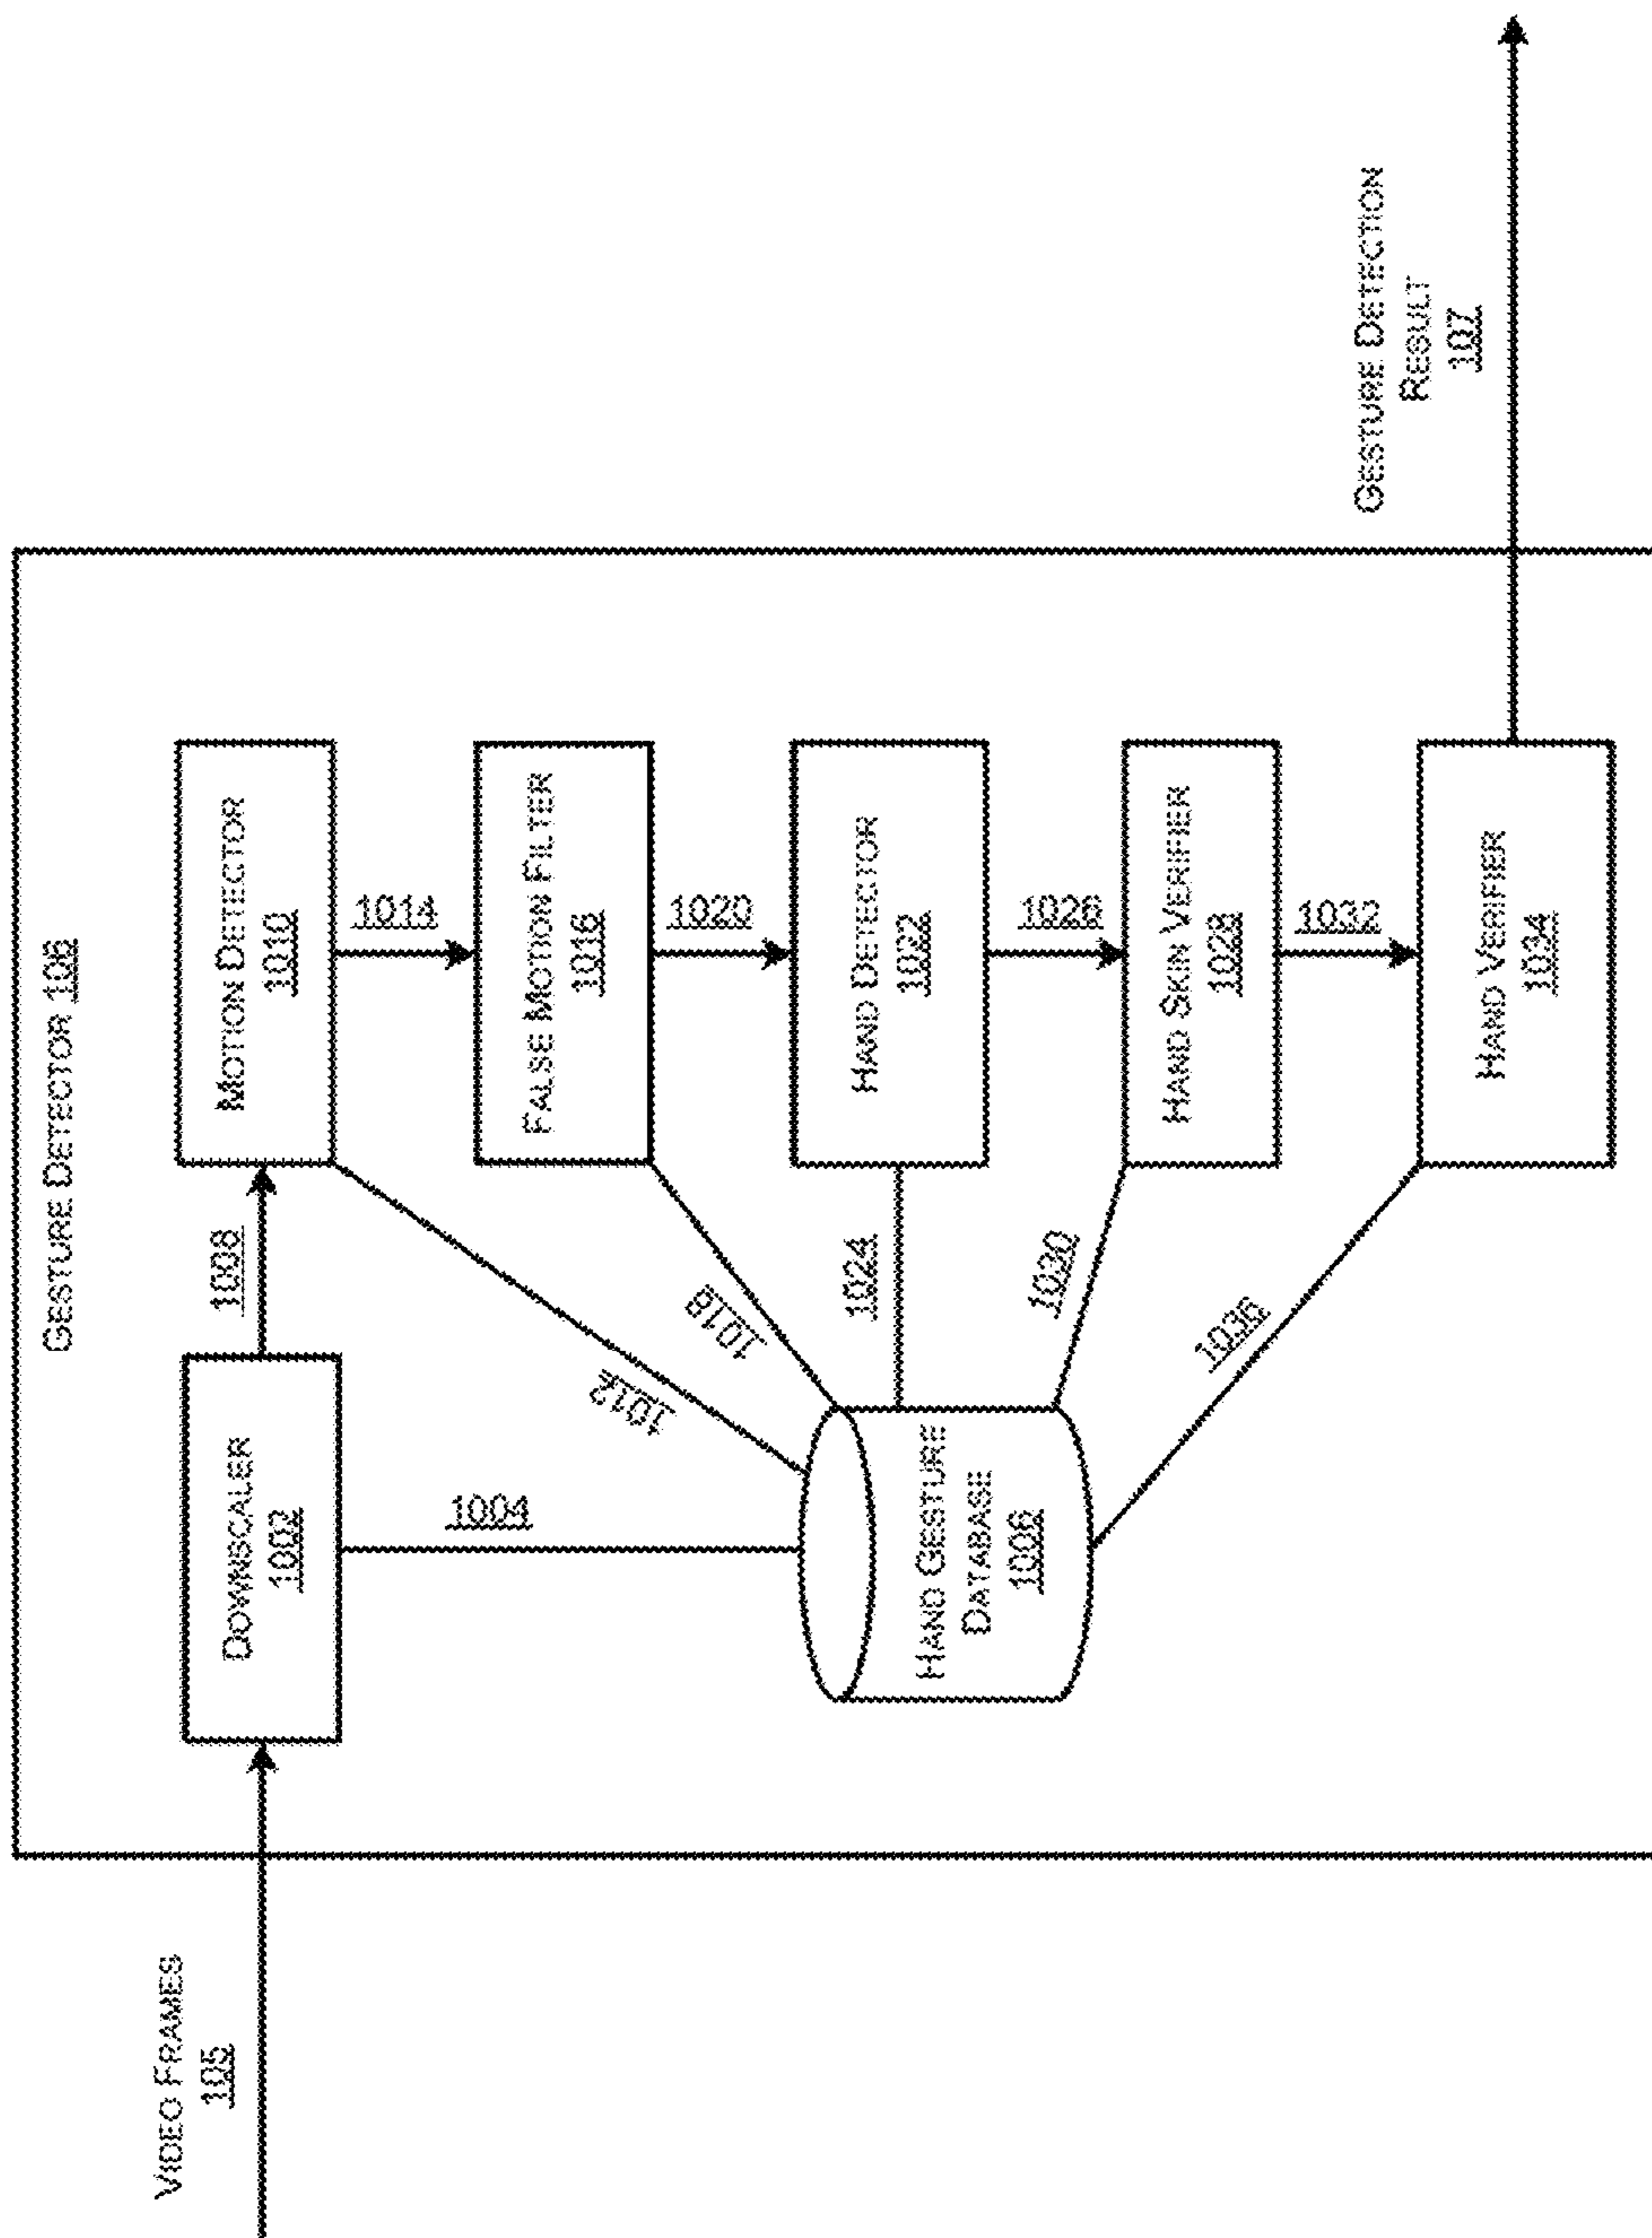 GESTURE DETECTOR 106
VIDEO FRAMES
105
DOWNSCALER
1002
1008
MOTION DETECTOR
1010
1004
1012
1014
FALSE MOTION FILTER
1016
1018
1020
HAND GESTURE
DATABASE
1006
1024
HAND DETECTOR
1022
1026
1030
HAND SKIN VERIFIER
1028
1032
1036
HAND VERIFIER
1034
GESTURE DETECTION
RESULT
107